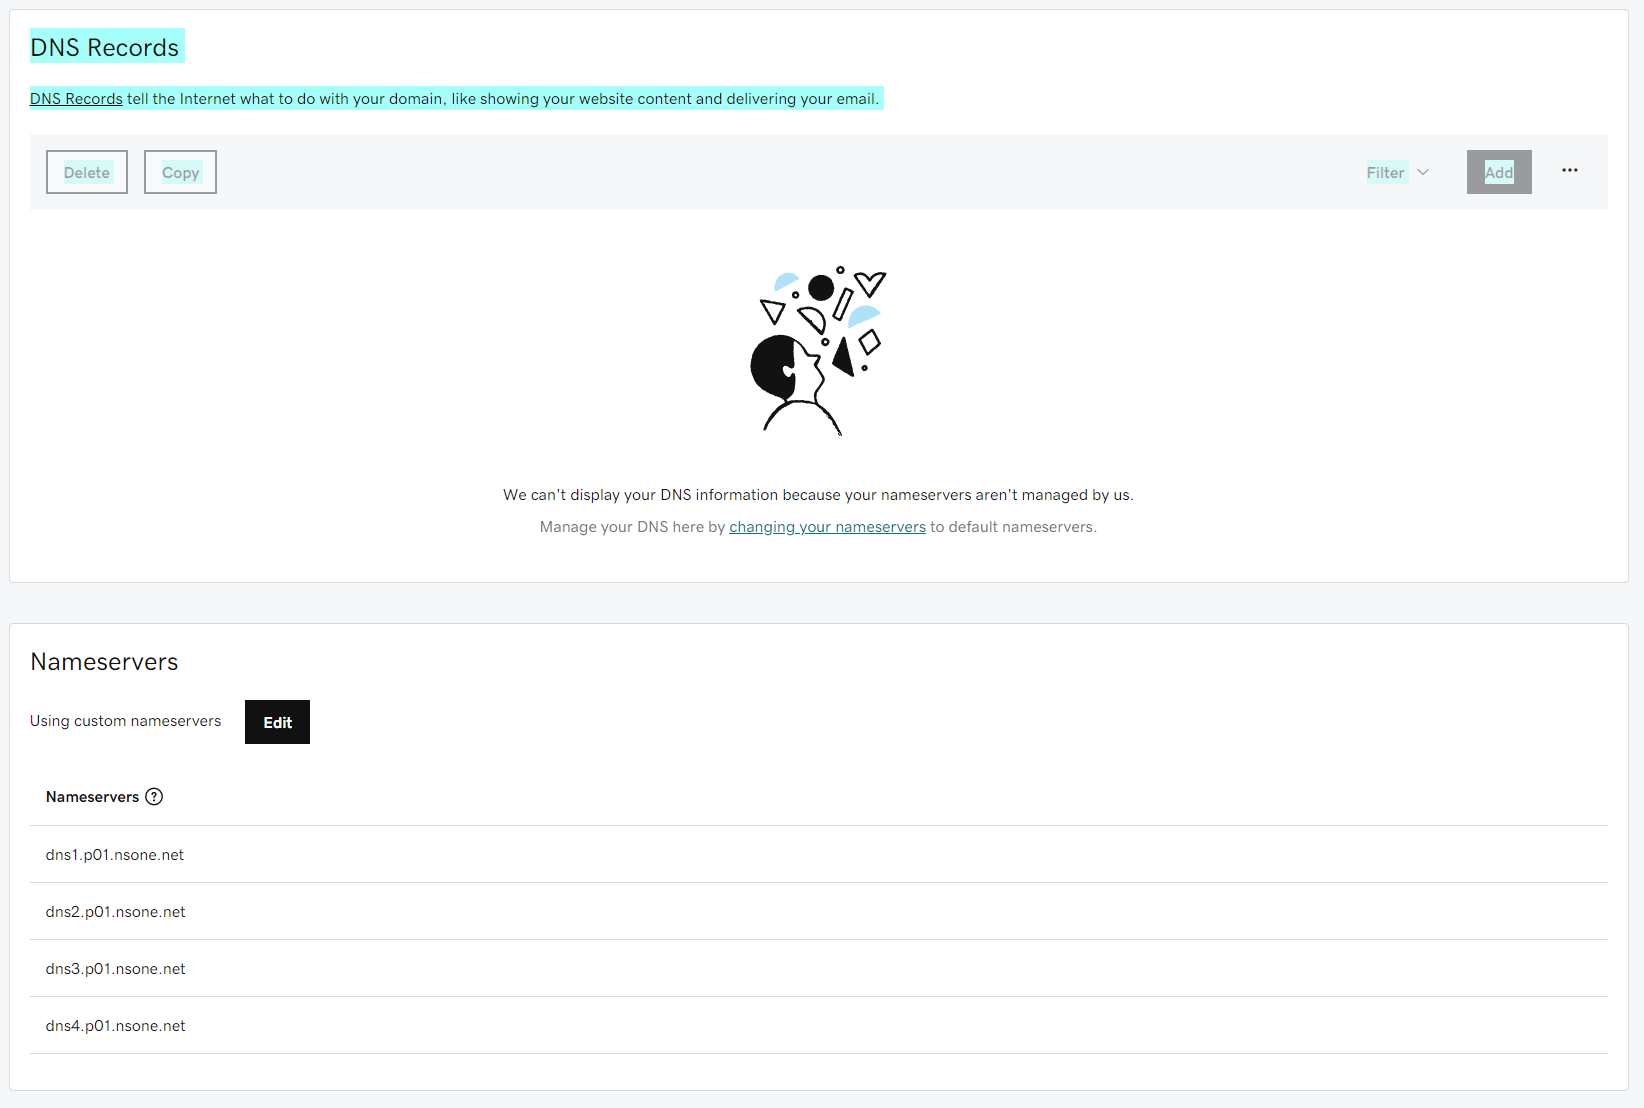 DNS Records
DNS Records tell the Internet what to do with your domain, like showing your website content and delivering your email.
Delete Copy Filter Add
We can't display your DNS information because your nameservers aren't managed by us.
Manage your DNS here by changing your nameservers to default nameservers.
Nameservers
Using custom nameservers Edit
Nameservers ?
dns1.p01.nsone.net
dns2.p01.nsone.net
dns3.p01.nsone.net
dns4.p01.nsone.net